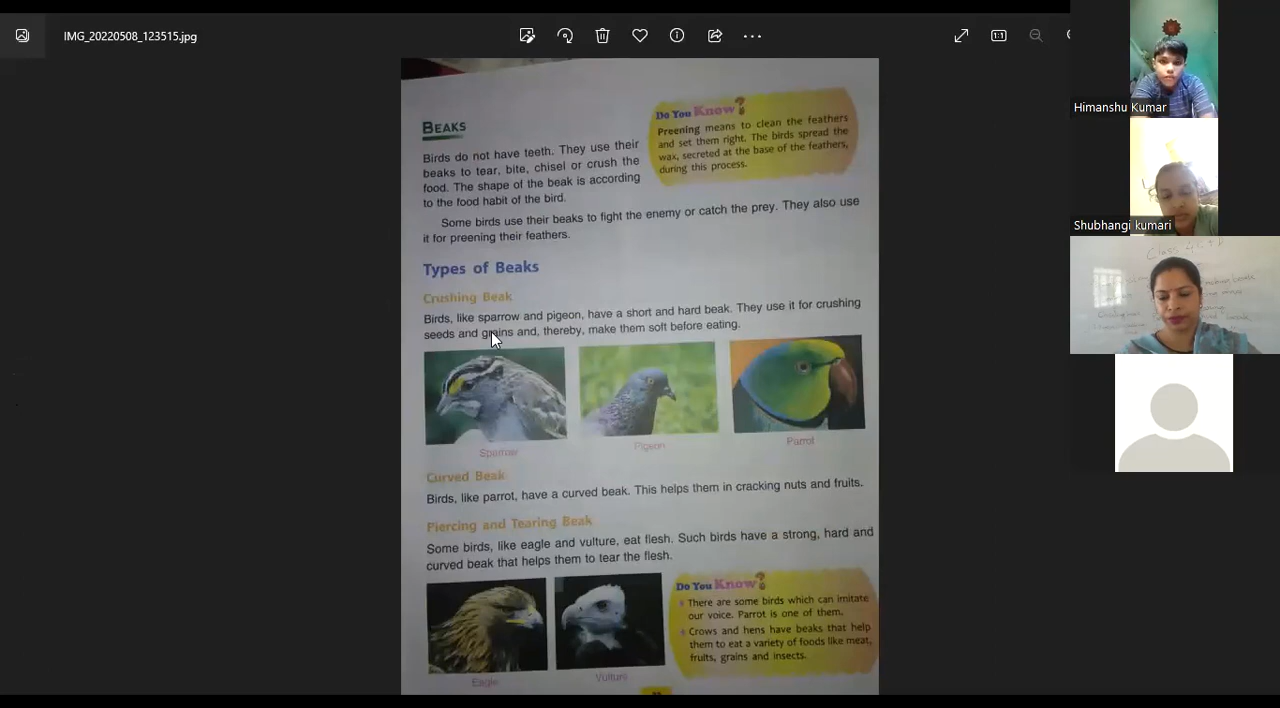 IMG_20220508_123515.jpg
BEAKS
Birds do not have teeth. They use their
beaks to tear, bite, chisel or crush the
food. The shape of the beak is according
to the food habit of the bird.
Do You Know?
Preening means to clean the feathers
and set them right. The birds spread the
wax, secreted at the base of the feathers,
during this process.
Some birds use their beaks to fight the enemy or catch the prey. They also use
it for preening their feathers.
Types of Beaks
Crushing Beak
Birds, like sparrow and pigeon, have a short and hard beak. They use it for crushing
seeds and grains and, thereby, make them soft before eating.
Sparrow
Pigeon
Parrot
Curved Beak
Birds, like parrot, have a curved beak. This helps them in cracking nuts and fruits.
Piercing and Tearing Beak
Some birds, like eagle and vulture, eat flesh. Such birds have a strong, hard and
curved beak that helps them to tear the flesh.
Eagle
Vulture
Do You Know?
There are some birds which can imitate
our voice. Parrot is one of them.
Crows and hens have beaks that help
them to eat a variety of foods like meat,
fruits, grains and insects.
1:1
Himanshu Kumar
Shubhangi kumari
Class